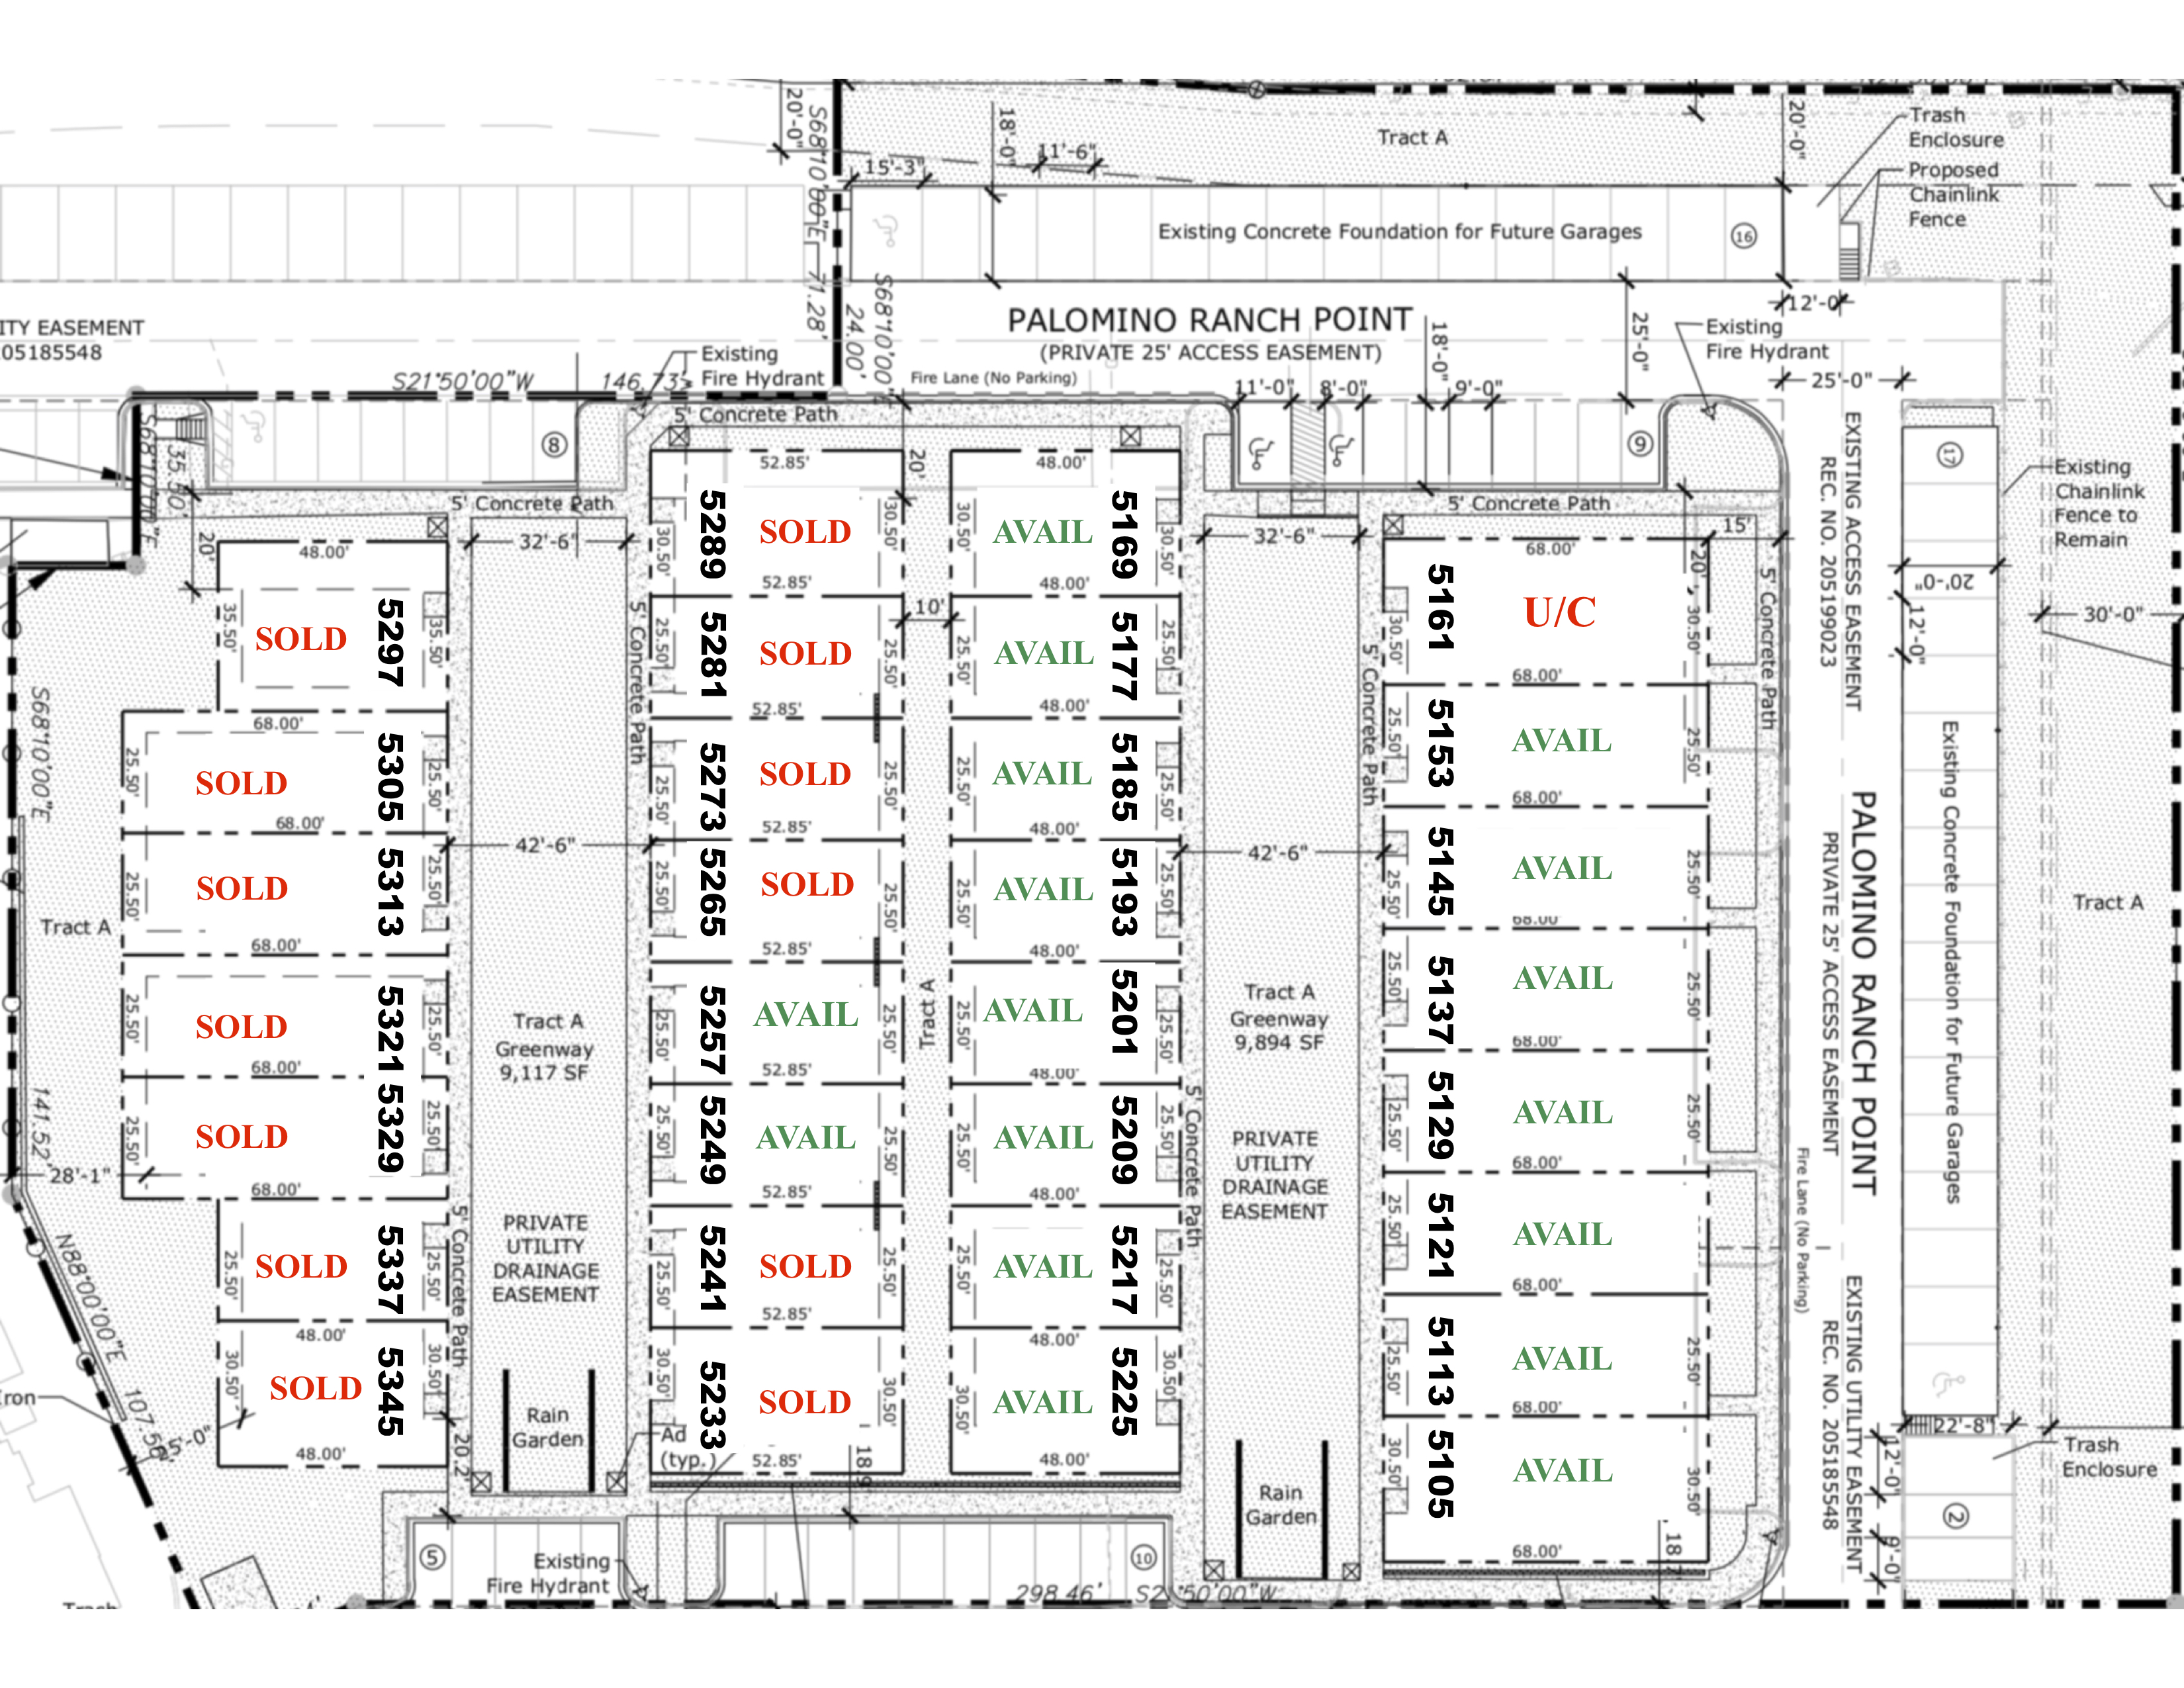 Tract A
20'-0"
S68°10'00"E
71.28'
18'-0"
15'-3"
11'-6"
20'-0"
Trash
Enclosure
Proposed
Chainlink
Fence
Existing Concrete Foundation for Future Garages
16
12'-0"
PALOMINO RANCH POINT
(PRIVATE 25' ACCESS EASEMENT)
24.00'
S68°10'00"E
18'-0"
25'-0"
Existing
Fire Hydrant
ITY EASEMENT
05185548
S21°50'00"W
146.73'
Existing
Fire Hydrant
Fire Lane (No Parking)
11'-0"
8'-0"
9'-0"
25'-0"
5' Concrete Path
8
9
S68°10'00"E
35.50'
20'
5' Concrete Path
32'-6"
5' Concrete Path
32'-6"
15'
48.00'
35.50'
SOLD
5297
35.50'
68.00'
25.50'
SOLD
5305
25.50'
68.00'
25.50'
SOLD
5313
25.50'
68.00'
25.50'
SOLD
5321
25.50'
68.00'
25.50'
SOLD
5329
25.50'
68.00'
25.50'
SOLD
5337
25.50'
48.00'
30.50'
SOLD
5345
30.50'
48.00'
S68°10'00"E
141.52'
Tract A
28'-1"
N88°00'00"E
107.56'
5'-0"
Iron
42'-6"
Tract A
Greenway
9,117 SF
PRIVATE
UTILITY
DRAINAGE
EASEMENT
Rain
Garden
20.2
5' Concrete Path
5' Concrete Path
52.85'
20'
30.50'
5289
SOLD
30.50'
52.85'
10'
25.50'
5281
SOLD
25.50'
52.85'
25.50'
5273
SOLD
25.50'
52.85'
25.50'
5265
SOLD
25.50'
52.85'
25.50'
5257
AVAIL
25.50'
52.85'
25.50'
5249
AVAIL
25.50'
52.85'
25.50'
5241
SOLD
25.50'
52.85'
30.50'
5233
SOLD
30.50'
52.85'
Ad
(typ.)
18.9'
Tract A
48.00'
30.50'
AVAIL
5169
30.50'
48.00'
25.50'
AVAIL
5177
25.50'
48.00'
25.50'
AVAIL
5185
25.50'
48.00'
25.50'
AVAIL
5193
25.50'
48.00'
25.50'
AVAIL
5201
25.50'
48.00'
25.50'
AVAIL
5209
25.50'
48.00'
25.50'
AVAIL
5217
25.50'
48.00'
30.50'
AVAIL
5225
30.50'
48.00'
5' Concrete Path
42'-6"
Tract A
Greenway
9,894 SF
PRIVATE
UTILITY
DRAINAGE
EASEMENT
Rain
Garden
5' Concrete Path
68.00'
20'
30.50'
5161
U/C
30.50'
68.00'
25.50'
5153
AVAIL
25.50'
68.00'
25.50'
5145
AVAIL
25.50'
68.00'
25.50'
5137
AVAIL
25.50'
68.00'
25.50'
5129
AVAIL
25.50'
68.00'
25.50'
5121
AVAIL
68.00'
25.50'
5113
AVAIL
25.50'
68.00'
30.50'
5105
AVAIL
30.50'
68.00'
18.7'
5' Concrete Path
Fire Lane (No Parking)
EXISTING ACCESS EASEMENT
REC. NO. 205199023
PALOMINO RANCH POINT
PRIVATE 25' ACCESS EASEMENT
EXISTING UTILITY EASEMENT
REC. NO. 205185548
17
20'-0"
12'-0"
Existing Concrete Foundation for Future Garages
Existing
Chainlink
Fence to
Remain
30'-0"
Tract A
22'-8"
12'-0"
9'-0"
2
Trash
Enclosure
5
Existing
Fire Hydrant
10
298.46'
S21°50'00"W
Trash